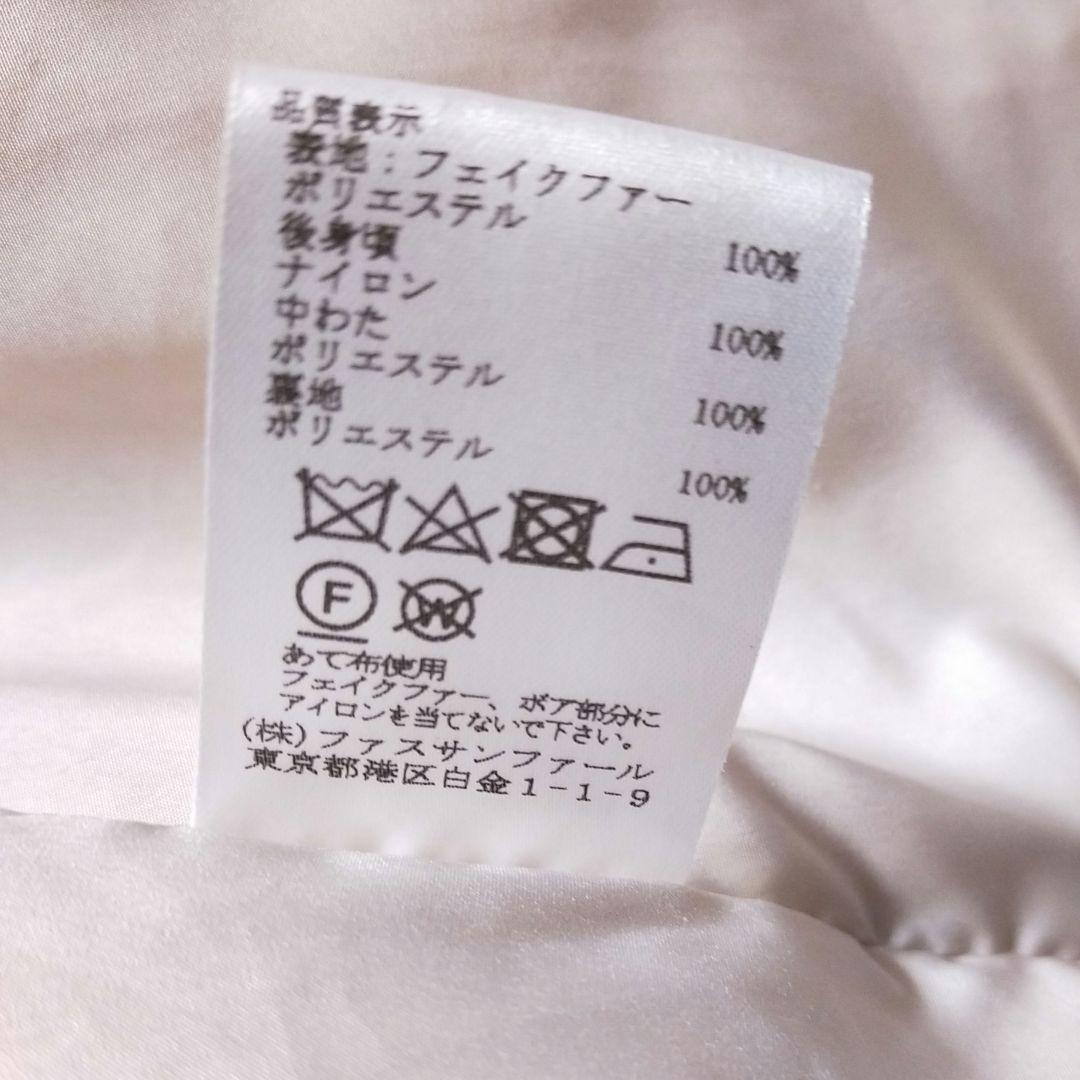 品質表示
表地：フェイクファー
ポリエステル 100%
後身頃
ナイロン 100%
中わた
ポリエステル 100%
裏地
ポリエステル 100%
F W
あて布使用
フェイクファー、ボア部分に
アイロンを当てないで下さい。
(株)ファスサンファール
東京都港区白金1-1-9